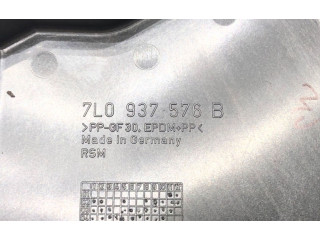 7L0 937 576 B
>PP-GF30.EPDM+PP<
Made in Germany
RSM